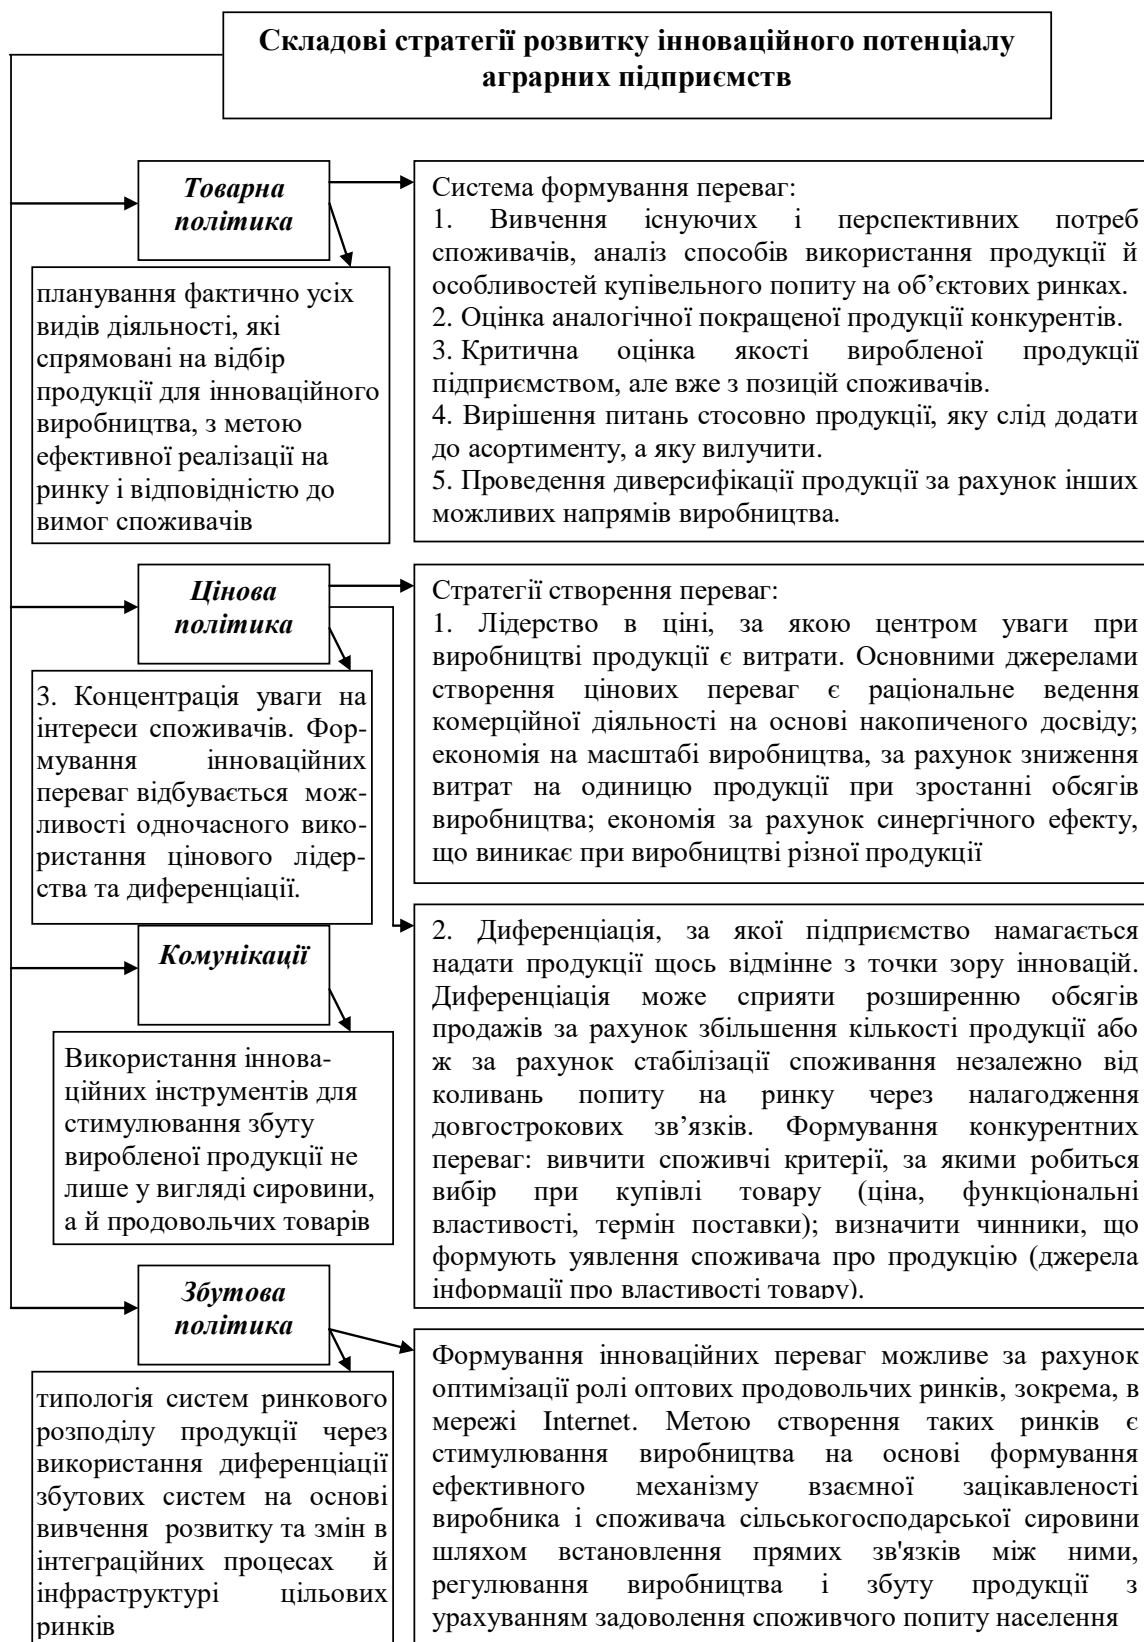 Складові стратегії розвитку інноваційного потенціалу
аграрних підприємств
Товарна
політика
Система формування переваг:
1. Вивчення існуючих і перспективних потреб
споживачів, аналіз способів використання продукції й
особливостей купівельного попиту на об’єктових ринках.
2. Оцінка аналогічної покращеної продукції конкурентів.
3. Критична оцінка якості виробленої продукції
підприємством, але вже з позицій споживачів.
4. Вирішення питань стосовно продукції, яку слід додати
до асортименту, а яку вилучити.
5. Проведення диверсифікації продукції за рахунок інших
можливих напрямів виробництва.
планування фактично усіх
видів діяльності, які
спрямовані на відбір
продукції для інноваційного
виробництва, з метою
ефективної реалізації на
ринку і відповідністю до
вимог споживачів
Цінова
політика
Стратегії створення переваг:
1. Лідерство в ціні, за якою центром уваги при
виробництві продукції є витрати. Основними джерелами
створення цінових переваг є раціональне ведення
комерційної діяльності на основі накопиченого досвіду;
економія на масштабі виробництва, за рахунок зниження
витрат на одиницю продукції при зростанні обсягів
виробництва; економія за рахунок синергічного ефекту,
що виникає при виробництві різної продукції
3. Концентрація уваги на
інтереси споживачів. Фор-
мування інноваційних
переваг відбувається мож-
ливості одночасного вико-
ристання цінового лідер-
ства та диференціації.
2. Диференціація, за якої підприємство намагається
надати продукції щось відмінне з точки зору інновацій.
Диференціація може сприяти розширенню обсягів
продажів за рахунок збільшення кількості продукції або
ж за рахунок стабілізації споживання незалежно від
коливань попиту на ринку через налагодження
довгострокових зв’язків. Формування конкурентних
переваг: вивчити споживчі критерії, за якими робиться
вибір при купівлі товару (ціна, функціональні
властивості, термін поставки); визначити чинники, що
формують уявлення споживача про продукцію (джерела
інформації про властивості товару).
Комунікації
Використання іннова-
ційних інструментів для
стимулювання збуту
виробленої продукції не
лише у вигляді сировини,
а й продовольчих товарів
Збутова
політика
Формування інноваційних переваг можливе за рахунок
оптимізації ролі оптових продовольчих ринків, зокрема, в
мережі Internet. Метою створення таких ринків є
стимулювання виробництва на основі формування
ефективного механізму взаємної зацікавленості
виробника і споживача сільськогосподарської сировини
шляхом встановлення прямих зв'язків між ними,
регулювання виробництва і збуту продукції з
урахуванням задоволення споживчого попиту населення
типологія систем ринкового
розподілу продукції через
використання диференціації
збутових систем на основі
вивчення розвитку та змін в
інтеграційних процесах й
інфраструктурі цільових
ринків